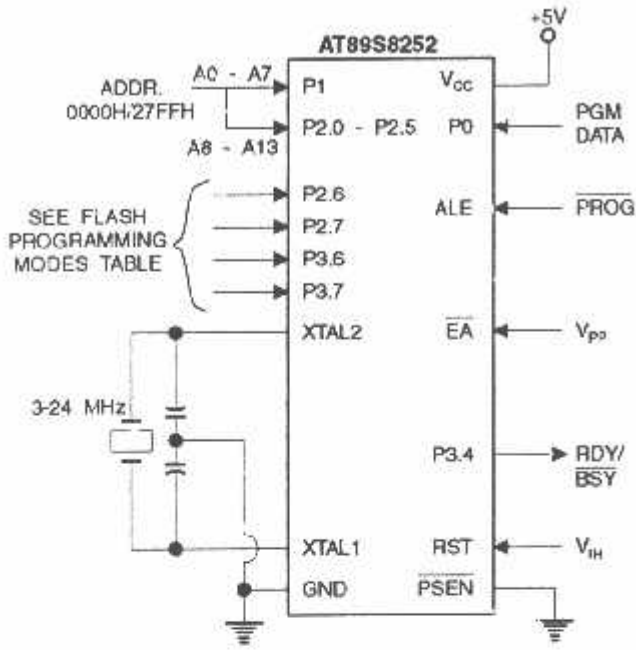 +5V
AT89S8252
ADDR.
0000H/27FFH
A0 - A7
P1
VCC
A8 - A13
P2.0 - P2.5
P0
PGM
DATA
SEE FLASH
PROGRAMMING
MODES TABLE
P2.6
P2.7
P3.6
P3.7
ALE
PROG
XTAL2
EA
VPP
3-24 MHz
P3.4
RDY/
BSY
XTAL1
RST
VIH
GND
PSEN